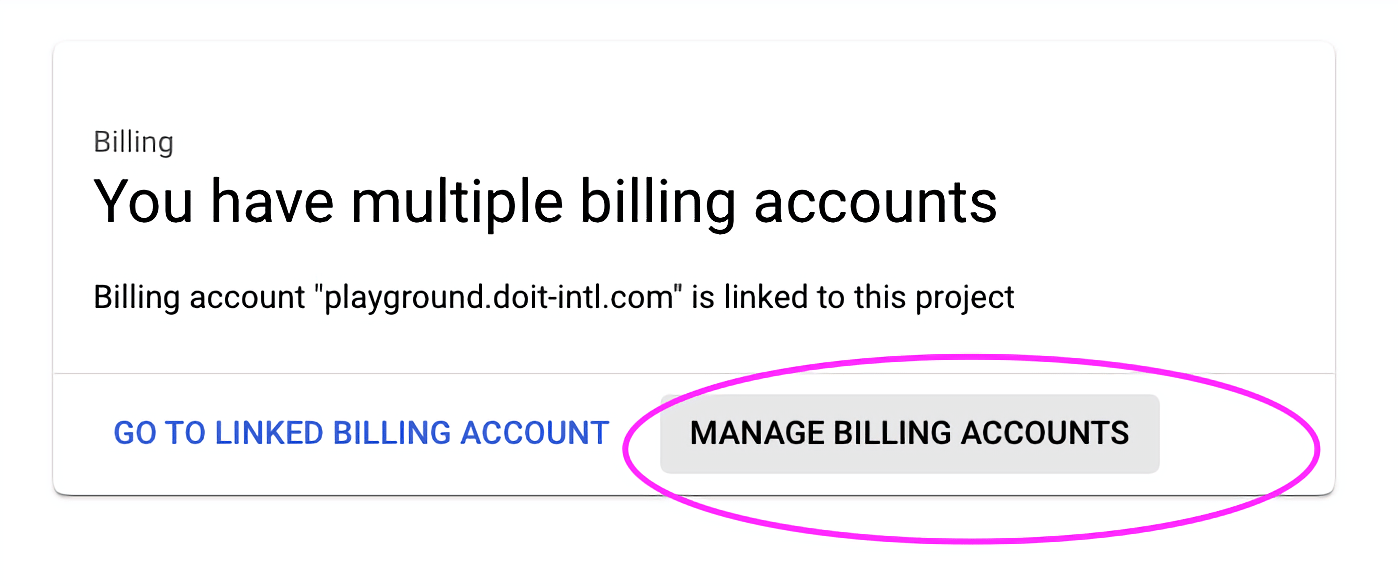 Billing
You have multiple billing accounts
Billing account "playground.doit-intl.com" is linked to this project
GO TO LINKED BILLING ACCOUNT MANAGE BILLING ACCOUNTS